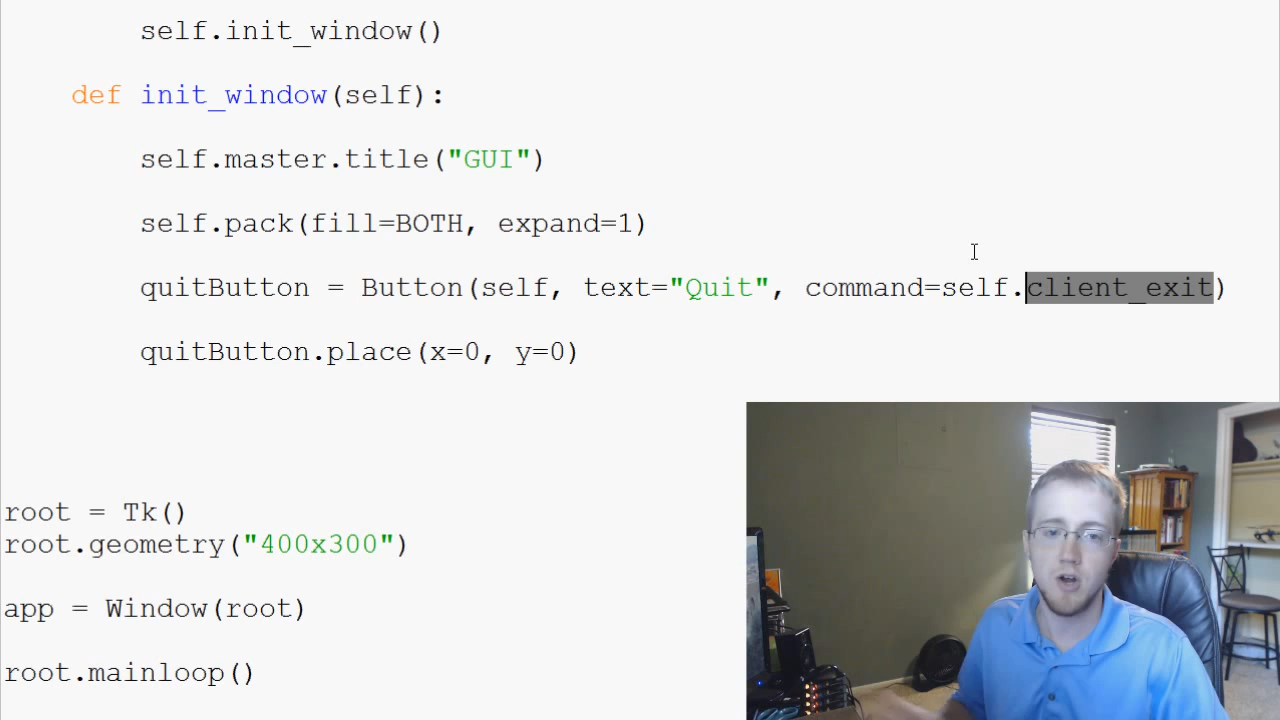 self.init_window()
def init_window(self):
self.master.title("GUI")
self.pack(fill=BOTH, expand=1)
quitButton = Button(self, text="Quit", command=self.client_exit)
quitButton.place(x=0, y=0)
root = Tk()
root.geometry("400x300")
app = Window(root)
root.mainloop()